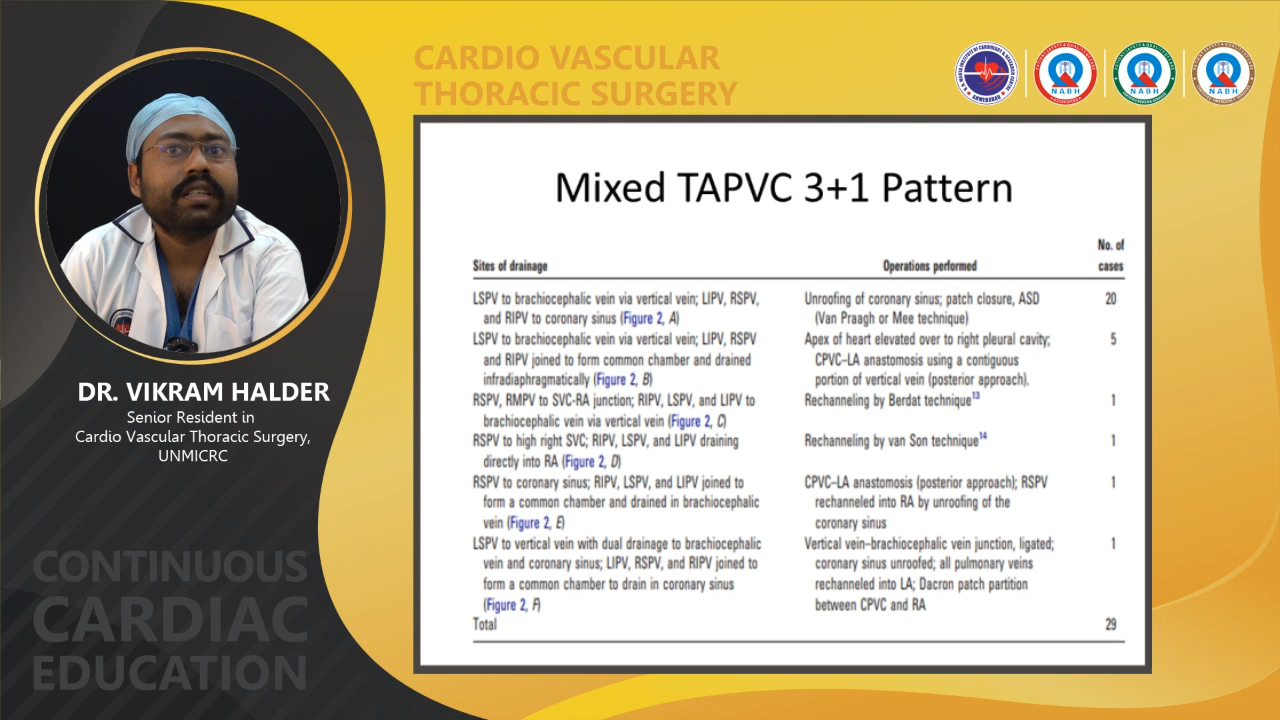 CARDIO VASCULAR
THORACIC SURGERY
NABH
NABH
NABH
DR. VIKRAM HALDER
Senior Resident in
Cardio Vascular Thoracic Surgery,
UNMICRC
CONTINUOUS
CARDIAC
EDUCATION
Mixed TAPVC 3+1 Pattern
Sites of drainage Operations performed No. of cases
LSPV to brachiocephalic vein via vertical vein; LIPV, RSPV, Unroofing of coronary sinus; patch closure, ASD 20
and RIPV to coronary sinus (Figure 2, A) (Van Praagh or Mee technique)
LSPV to brachiocephalic vein via vertical vein; LIPV, RSPV Apex of heart elevated over to right pleural cavity; 5
and RIPV joined to form common chamber and drained CPVC–LA anastomosis using a contiguous
infradiaphragmatically (Figure 2, B) portion of vertical vein (posterior approach).
RSPV, RMPV to SVC-RA junction; RIPV, LSPV, and LIPV to Rechanneling by Berdat technique13 1
brachiocephalic vein via vertical vein (Figure 2, C)
RSPV to high right SVC; RIPV, LSPV, and LIPV draining Rechanneling by van Son technique14 1
directly into RA (Figure 2, D)
RSPV to coronary sinus; RIPV, LSPV, and LIPV joined to CPVC–LA anastomosis (posterior approach); RSPV 1
form a common chamber and drained in brachiocephalic rechanneled into RA by unroofing of the
vein (Figure 2, E) coronary sinus
LSPV to vertical vein with dual drainage to brachiocephalic Vertical vein–brachiocephalic vein junction, ligated; 1
vein and coronary sinus; LIPV, RSPV, and RIPV joined to coronary sinus unroofed; all pulmonary veins
form a common chamber to drain in coronary sinus rechanneled into LA; Dacron patch partition
(Figure 2, F) between CPVC and RA
Total 29